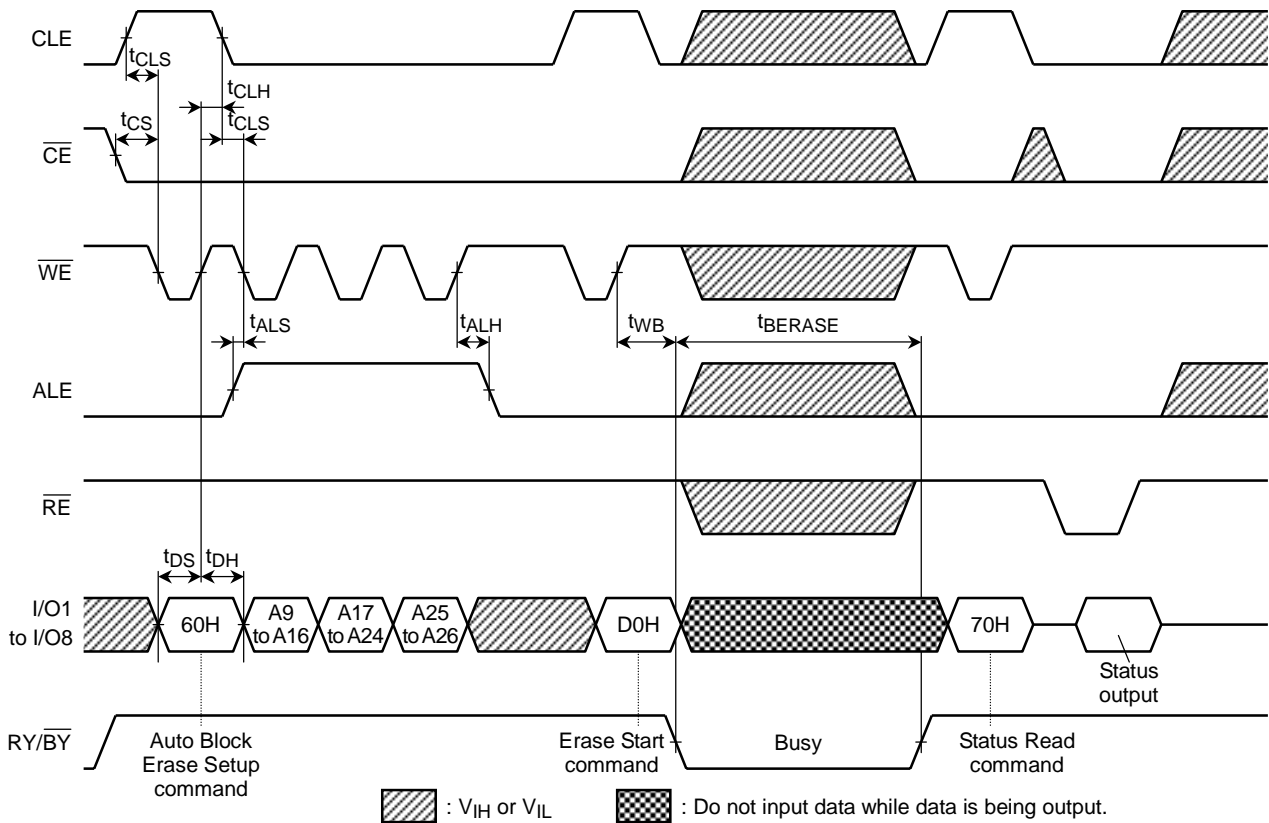 CLE
tCLS
tCLH
tCS
tCLS
CE
WE
tALS
tALH
tWB
tBERASE
ALE
RE
tDS
tDH
I/O1
to I/O8
60H
A9
to A16
A17
to A24
A25
to A26
D0H
70H
Status
output
RY/BY
Auto Block
Erase Setup
command
Erase Start
command
Busy
Status Read
command
: VIH or VIL
: Do not input data while data is being output.